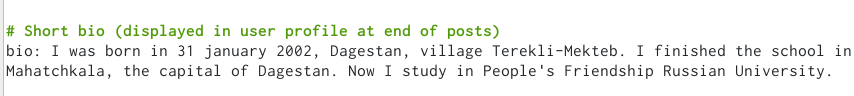 # Short bio (displayed in user profile at end of posts)
bio: I was born in 31 january 2002, Dagestan, village Terekli-Mekteb. I finished the school in
Mahatchkala, the capital of Dagestan. Now I study in People's Friendship Russian University.